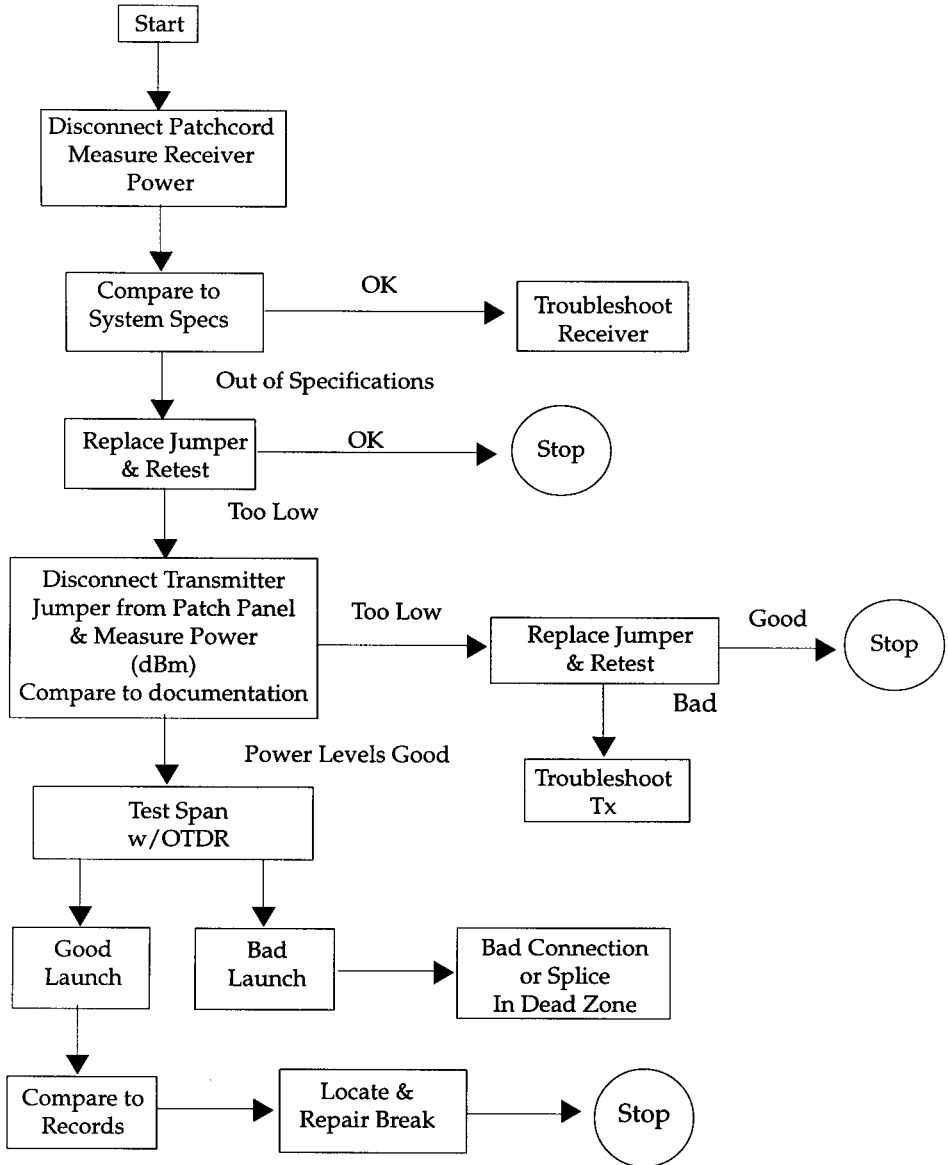 Start
Disconnect Patchcord
Measure Receiver
Power
Compare to
System Specs
OK
Troubleshoot
Receiver
Out of Specifications
Replace Jumper
& Retest
OK
Stop
Too Low
Disconnect Transmitter
Jumper from Patch Panel
& Measure Power
(dBm)
Compare to documentation
Too Low
Replace Jumper
& Retest
Good
Stop
Bad
Troubleshoot
Tx
Power Levels Good
Test Span
w/OTDR
Good
Launch
Bad
Launch
Bad Connection
or Splice
In Dead Zone
Compare to
Records
Locate &
Repair Break
Stop